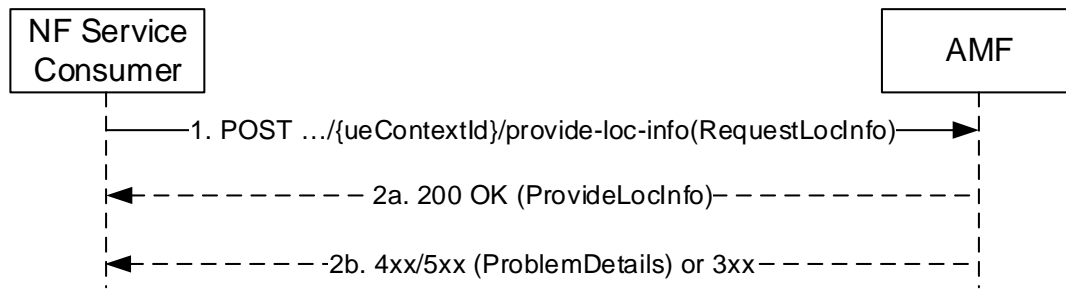 NF Service
Consumer
AMF
1. POST …/{ueContextId}/provide-loc-info(RequestLocInfo)
2a. 200 OK (ProvideLocInfo)
2b. 4xx/5xx (ProblemDetails) or 3xx